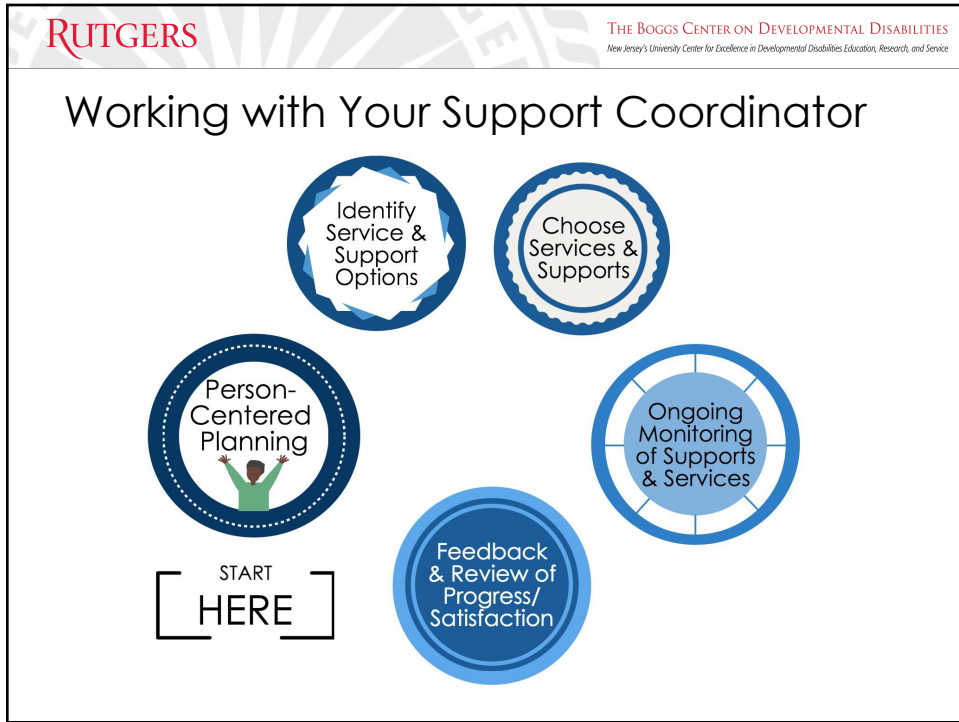 RUTGERS
THE BOGGS CENTER ON DEVELOPMENTAL DISABILITIES
New Jersey's University Center for Excellence in Developmental Disabilities Education, Research, and Service
Working with Your Support Coordinator
START
HERE
Person-
Centered
Planning
Identify
Service &
Support
Options
Choose
Services &
Supports
Ongoing
Monitoring
of Supports
& Services
Feedback
& Review of
Progress/
Satisfaction